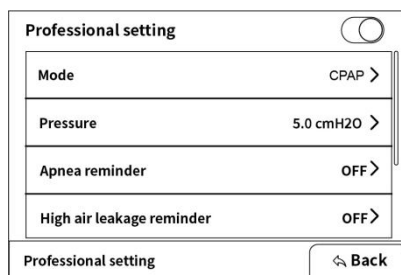 Professional setting
Mode CPAP >
Pressure 5.0 cmH2O >
Apnea reminder OFF>
High air leakage reminder OFF>
Professional setting Back